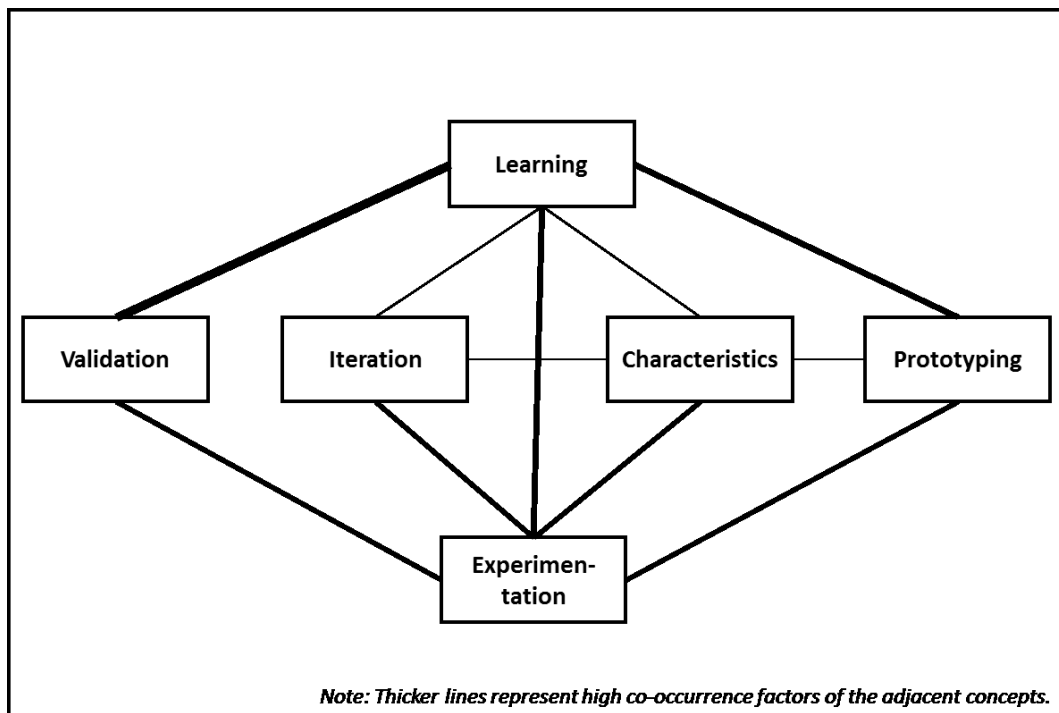 Learning
Validation
Iteration
Characteristics
Prototyping
Experimen-
tation
Note: Thicker lines represent high co-occurrence factors of the adjacent concepts.